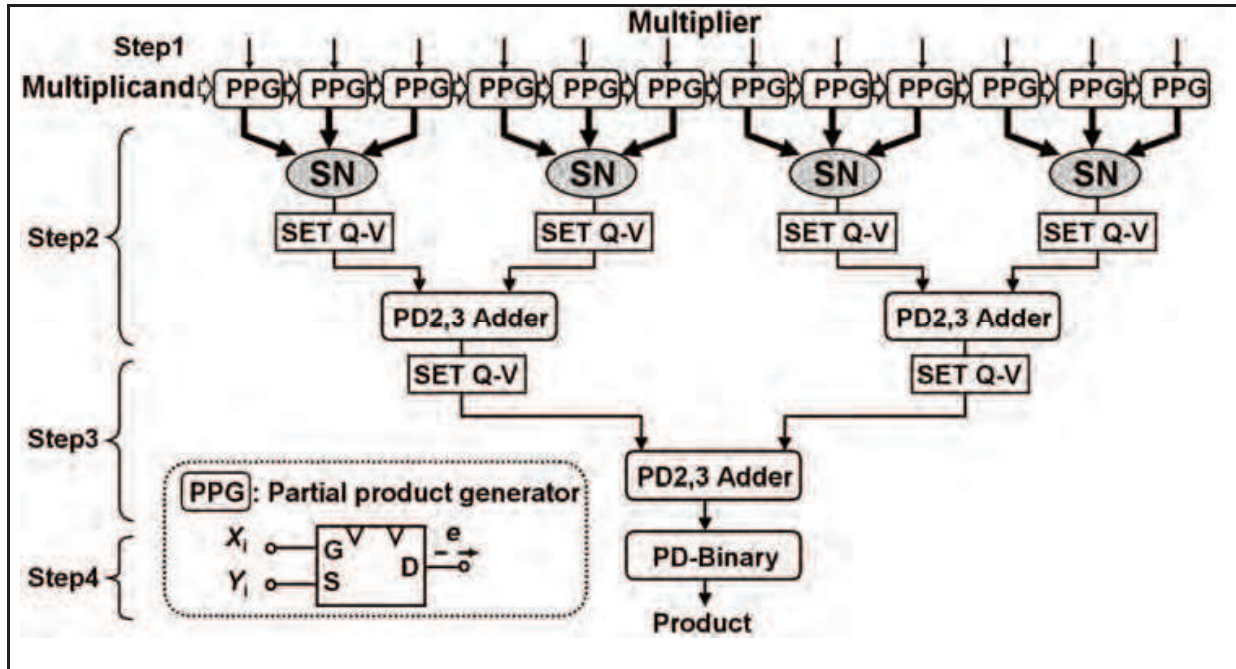 Multiplier
Step1
Multiplicand PPG PPG PPG PPG PPG PPG PPG PPG PPG PPG PPG PPG
SN SN SN SN
Step2
SET Q-V SET Q-V SET Q-V SET Q-V
PD2,3 Adder PD2,3 Adder
SET Q-V SET Q-V
Step3
PD2,3 Adder
PPG : Partial product generator
Xi G D e
Yi S
Step4
PD-Binary
Product